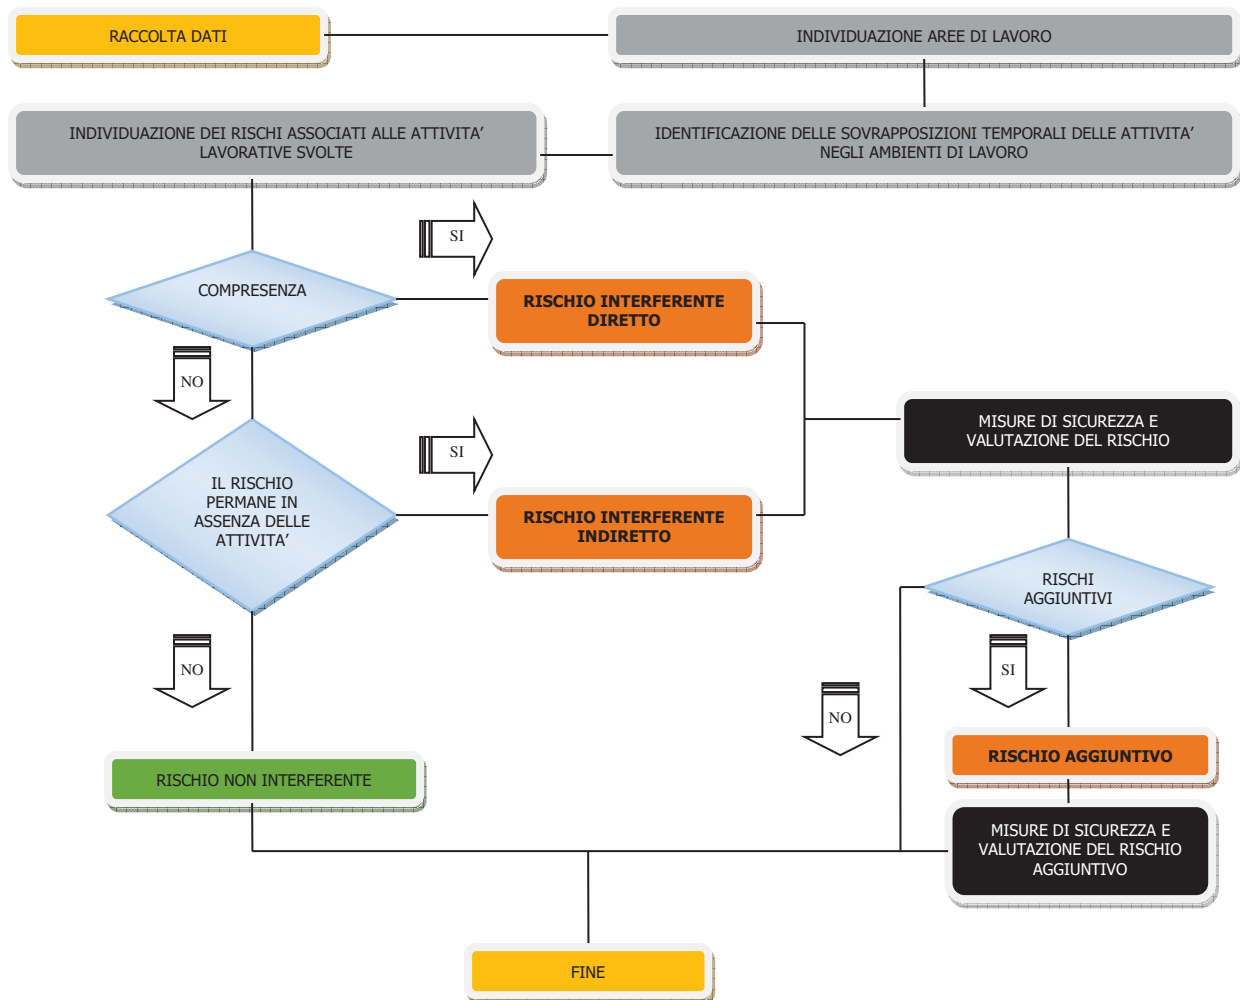 RACCOLTA DATI
INDIVIDUAZIONE AREE DI LAVORO
INDIVIDUAZIONE DEI RISCHI ASSOCIATI ALLE ATTIVITA’
LAVORATIVE SVOLTE
IDENTIFICAZIONE DELLE SOVRAPPOSIZIONI TEMPORALI DELLE ATTIVITA’
NEGLI AMBIENTI DI LAVORO
SI
COMPRESENZA
RISCHIO INTERFERENTE
DIRETTO
NO
MISURE DI SICUREZZA E
VALUTAZIONE DEL RISCHIO
SI
IL RISCHIO
PERMANE IN
ASSENZA DELLE
ATTIVITA’
RISCHIO INTERFERENTE
INDIRETTO
RISCHI
AGGIUNTIVI
NO
SI
NO
RISCHIO AGGIUNTIVO
RISCHIO NON INTERFERENTE
MISURE DI SICUREZZA E
VALUTAZIONE DEL RISCHIO
AGGIUNTIVO
FINE